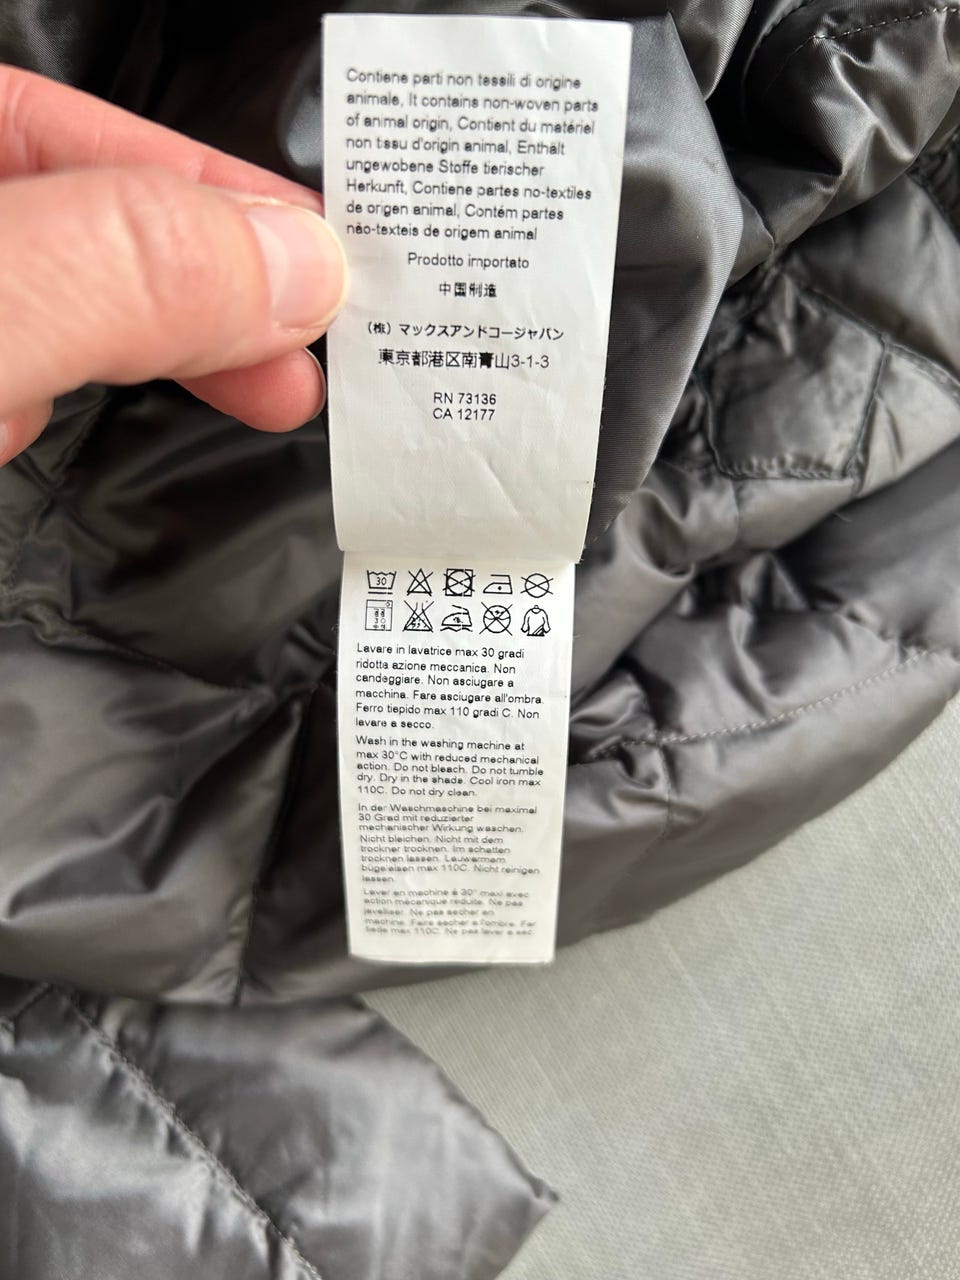 Contiene parti non tessili di origine
animale, It contains non-woven parts
of animal origin, Contient du matériel
non tissu d'origin animal, Enthält
ungewobene Stoffe tierischer
Herkunft, Contiene partes no-textiles
de origen animal, Contém partes
não-texteis de origem animal
Prodotto importato
中国制造
(株) マックスアンドコージャパン
東京都港区南青山3-1-3
RN 73136
CA 12177
30
Lavare in lavatrice max 30 gradi
ridotta azione meccanica. Non
candeggiare. Non asciugare a
macchina. Fare asciugare all'ombra.
Ferro tiepido max 110 gradi C. Non
lavare a secco.
Wash in the washing machine at
max 30°C with reduced mechanical
action. Do not bleach. Do not tumble
dry. Dry in the shade. Cool iron max
110C. Do not dry clean.
In der Waschmaschine bei maximal
30 Grad mit reduzierter
mechanischer Wirkung waschen.
Nicht bleichen. Nicht mit dem
trockner trocknen. Im schatten
trocknen lassen. Lauwarmem
bügeleisen max 110C. Nicht reinigen
lassen.
Laver en machine à 30° maxi avec
action mécanique réduite. Ne pas
javelliser. Ne pas secher en
machine. Faire secher a l'ombre. Fer
tiede max 110C. Ne pas laver a sec.